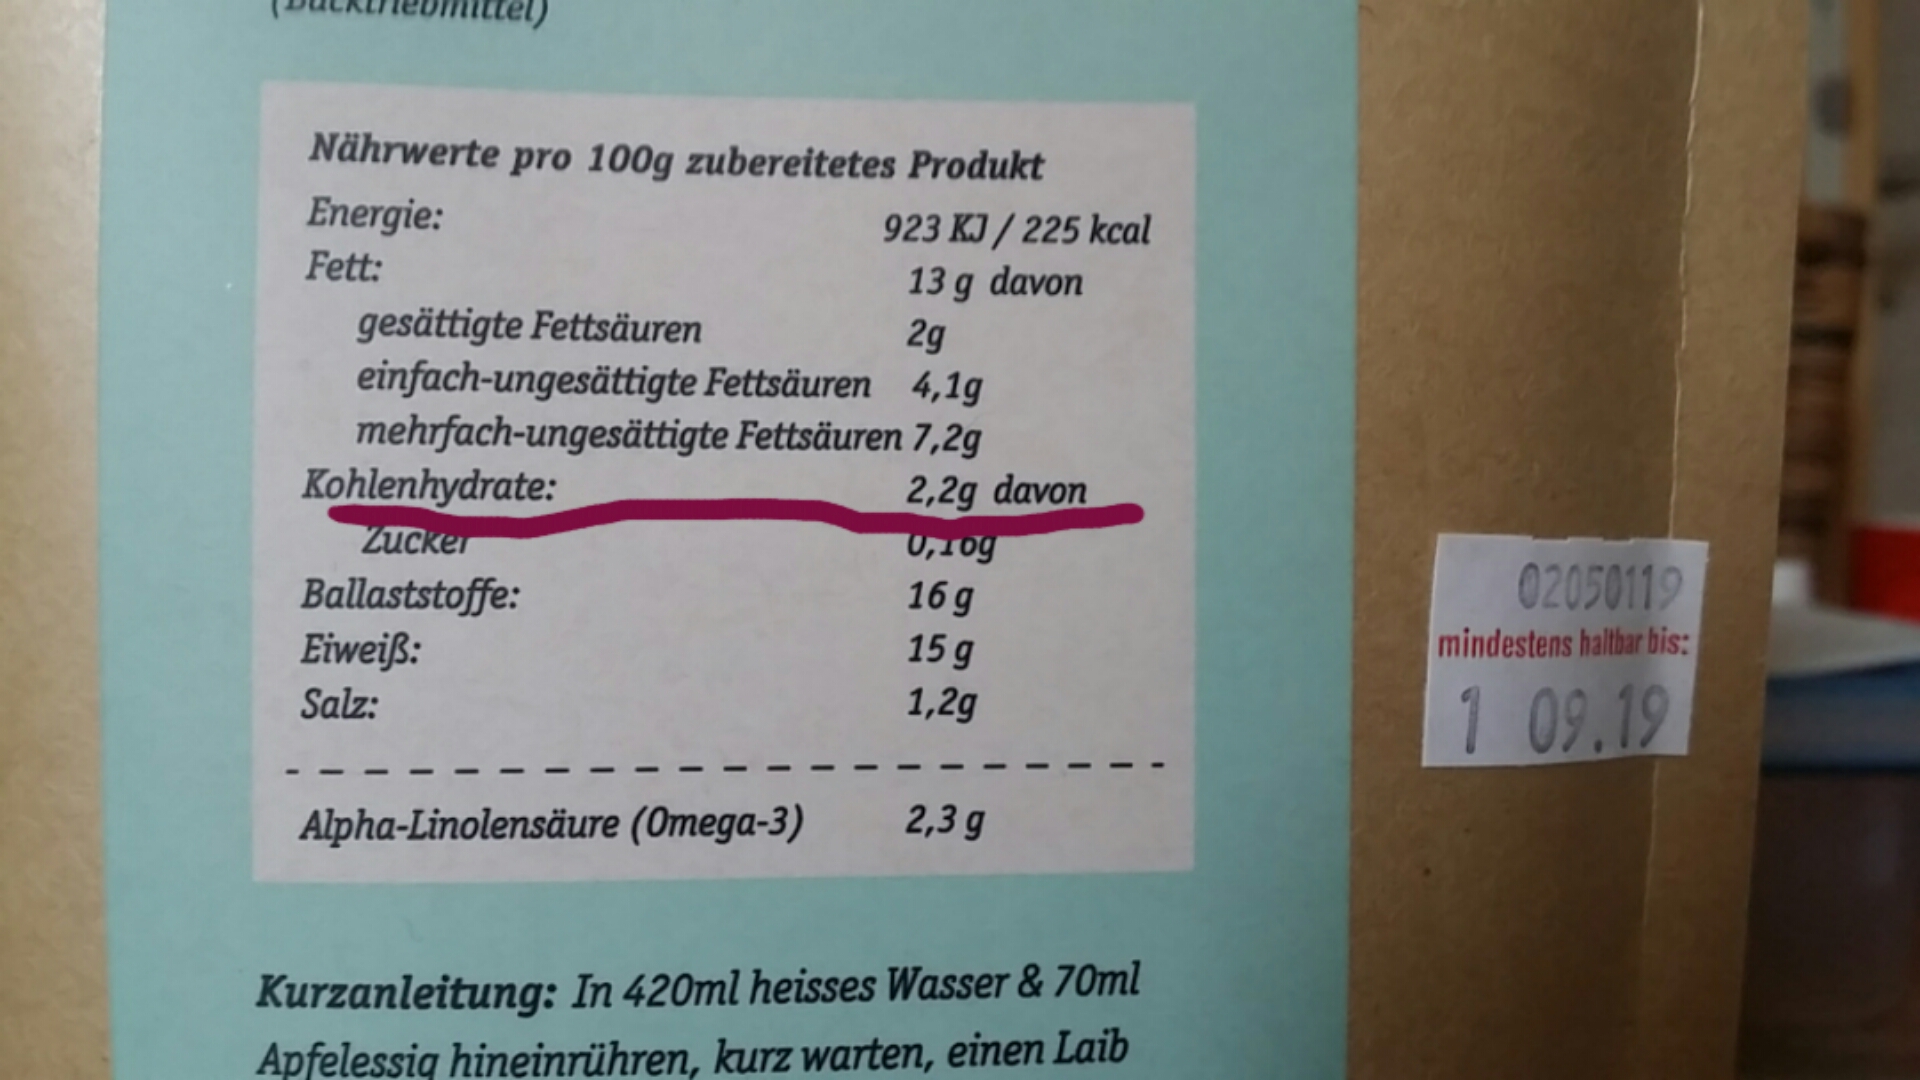 (Backtriebmittel)
Nährwerte pro 100g zubereitetes Produkt
Energie: 923 KJ / 225 kcal
Fett: 13 g davon
gesättigte Fettsäuren 2g
einfach-ungesättigte Fettsäuren 4,1g
mehrfach-ungesättigte Fettsäuren 7,2g
Kohlenhydrate: 2,2g davon
Zucker 0,16g
Ballaststoffe: 16 g
Eiweiß: 15 g
Salz: 1,2g
Alpha-Linolensäure (Omega-3) 2,3 g
Kurzanleitung: In 420ml heisses Wasser & 70ml
Apfelessig hineinrühren, kurz warten, einen Laib
02050119
mindestens haltbar bis:
1 09.19